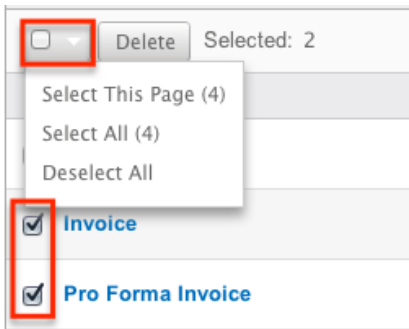 Delete Selected: 2
Select This Page (4)
Select All (4)
Deselect All
Invoice
Pro Forma Invoice